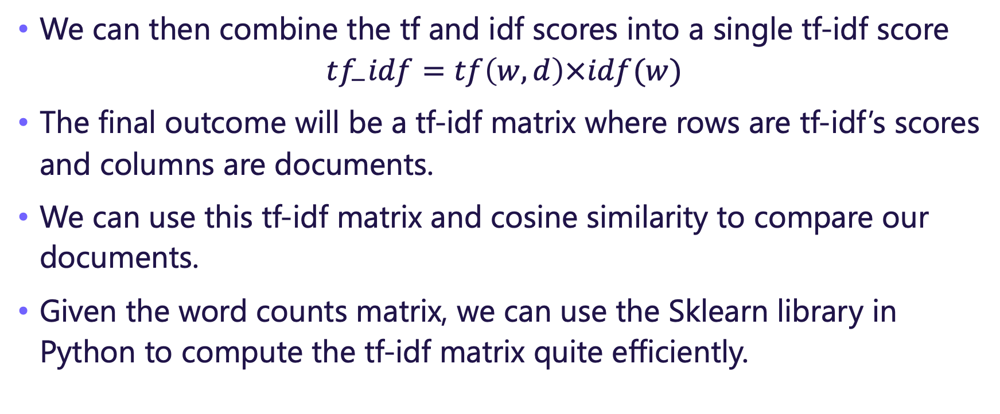 • We can then combine the tf and idf scores into a single tf-idf score
tf_idf = tf(w,d)×idf(w)
• The final outcome will be a tf-idf matrix where rows are tf-idf’s scores
and columns are documents.
• We can use this tf-idf matrix and cosine similarity to compare our
documents.
• Given the word counts matrix, we can use the Sklearn library in
Python to compute the tf-idf matrix quite efficiently.